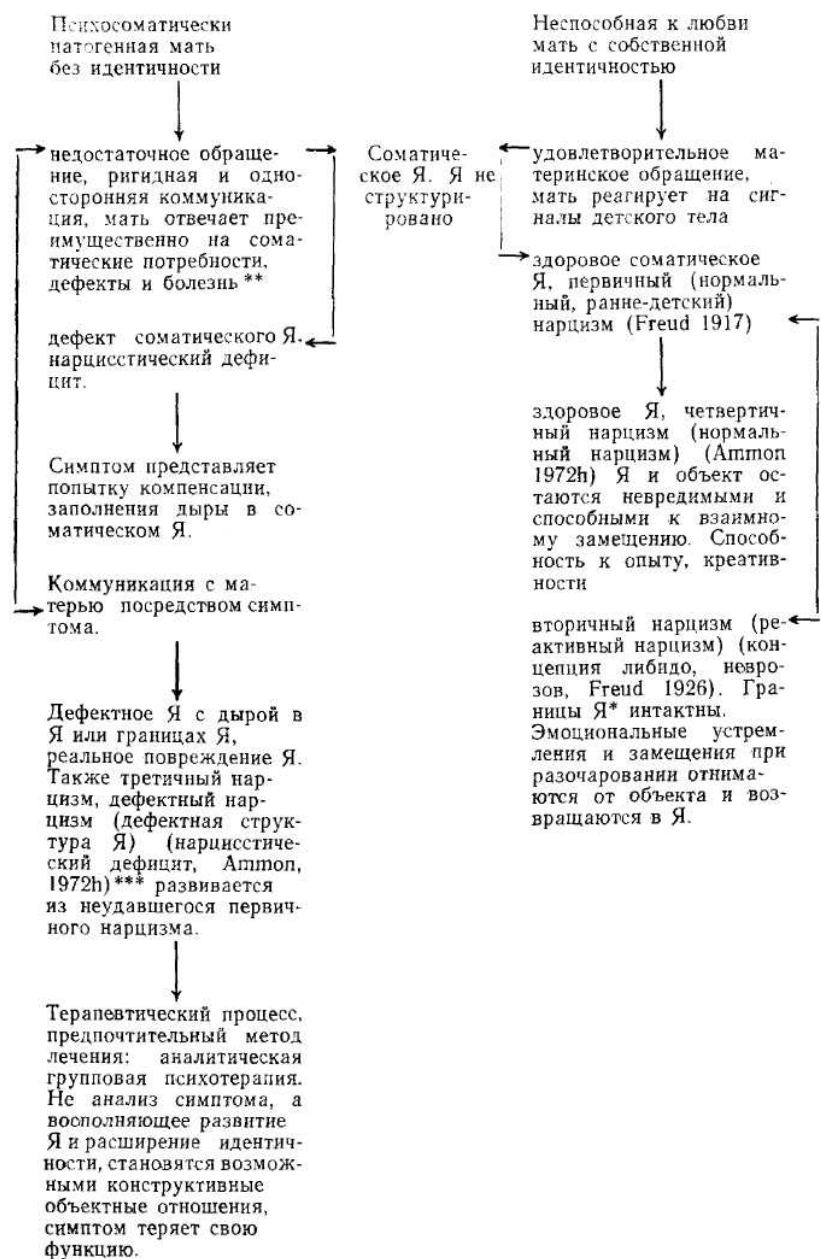 Психосоматически
патогенная мать
без идентичности
недостаточное обраще-
ние, ригидная и одно-
сторонняя коммуника-
ция, мать отвечает пре-
имущественно на сома-
тические потребности,
дефекты и болезнь **
дефект соматического Я.
нарцисстический дефи-
цит.
Симптом представляет
попытку компенсации,
заполнения дыры в со-
матическом Я.
Коммуникация с ма-
терью посредством симп-
тома.
Дефектное Я с дырой в
Я или границах Я,
реальное повреждение Я.
Также третичный нар-
цизм, дефектный нар-
цизм (дефектная струк-
тура Я) (нарцисстиче-
ский дефицит, Ammon,
1972h)*** развивается
из неудавшегося первич-
ного нарцизма.
Терапевтический процесс,
предпочтительный метод
лечения: аналитическая
групповая психотерапия.
Не анализ симптома, а
восполняющее развитие
Я и расширение идентич-
ности, становятся возмож-
ными конструктивные
объектные отношения,
симптом теряет свою
функцию.
Соматиче-
ское Я. Я не
структури-
ровано
Неспособная к любви
мать с собственной
идентичностью
удовлетворительное ма-
теринское обращение,
мать реагирует на сиг-
налы детского тела
здоровое соматическое
Я, первичный (нормаль-
ный, ранне-детский)
нарцизм (Freud 1917)
здоровое Я, четвертич-
ный нарцизм (нормаль-
ный нарцизм) (Ammon
1972h) Я и объект ос-
таются невредимыми и
способными к взаимно-
му замещению. Способ-
ность к опыту, креатив-
ности
вторичный нарцизм (ре-
активный нарцизм) (кон-
цепция либидо, невро-
зов, Freud 1926). Гра-
ницы Я* интактны.
Эмоциональные устрем-
ления и замещения при
разочаровании отнима-
ются от объекта и воз-
вращаются в Я.